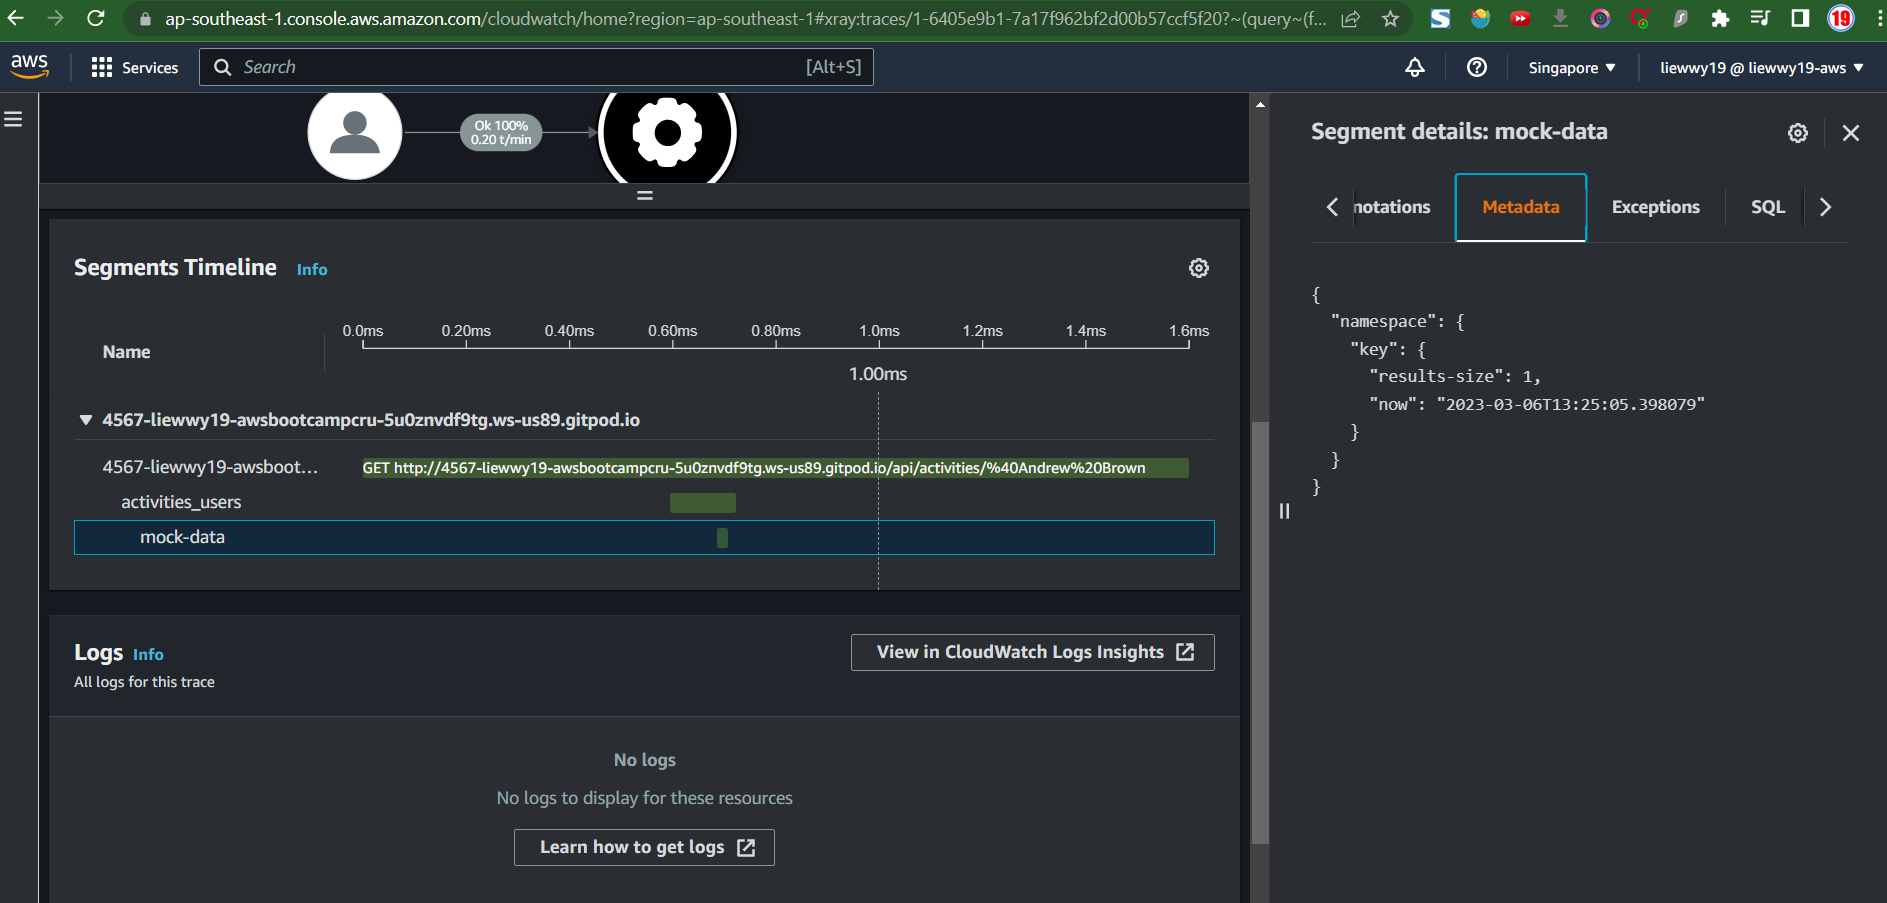 ap-southeast-1.console.aws.amazon.com/cloudwatch/home?region=ap-southeast-1#xray:traces/1-6405e9b1-7a17f962bf2d00b57ccf5f20?~(query~(f...
19
aws
Services
Search
[Alt+S]
Singapore
liewwy19 @ liewwy19-aws
Ok 100%
0.20 t/min
Segments Timeline
Info
Name
0.0ms
0.20ms
0.40ms
0.60ms
0.80ms
1.0ms
1.2ms
1.4ms
1.6ms
1.00ms
4567-liewwy19-awsbootcampcru-5u0znvdf9tg.ws-us89.gitpod.io
4567-liewwy19-awsboot...
GET http://4567-liewwy19-awsbootcampcru-5u0znvdf9tg.ws-us89.gitpod.io/api/activities/%40Andrew%20Brown
activities_users
mock-data
Logs
Info
All logs for this trace
View in CloudWatch Logs Insights
No logs
No logs to display for these resources
Learn how to get logs
Segment details: mock-data
notations
Metadata
Exceptions
SQL
{
"namespace": {
"key": {
"results-size": 1,
"now": "2023-03-06T13:25:05.398079"
}
}
}